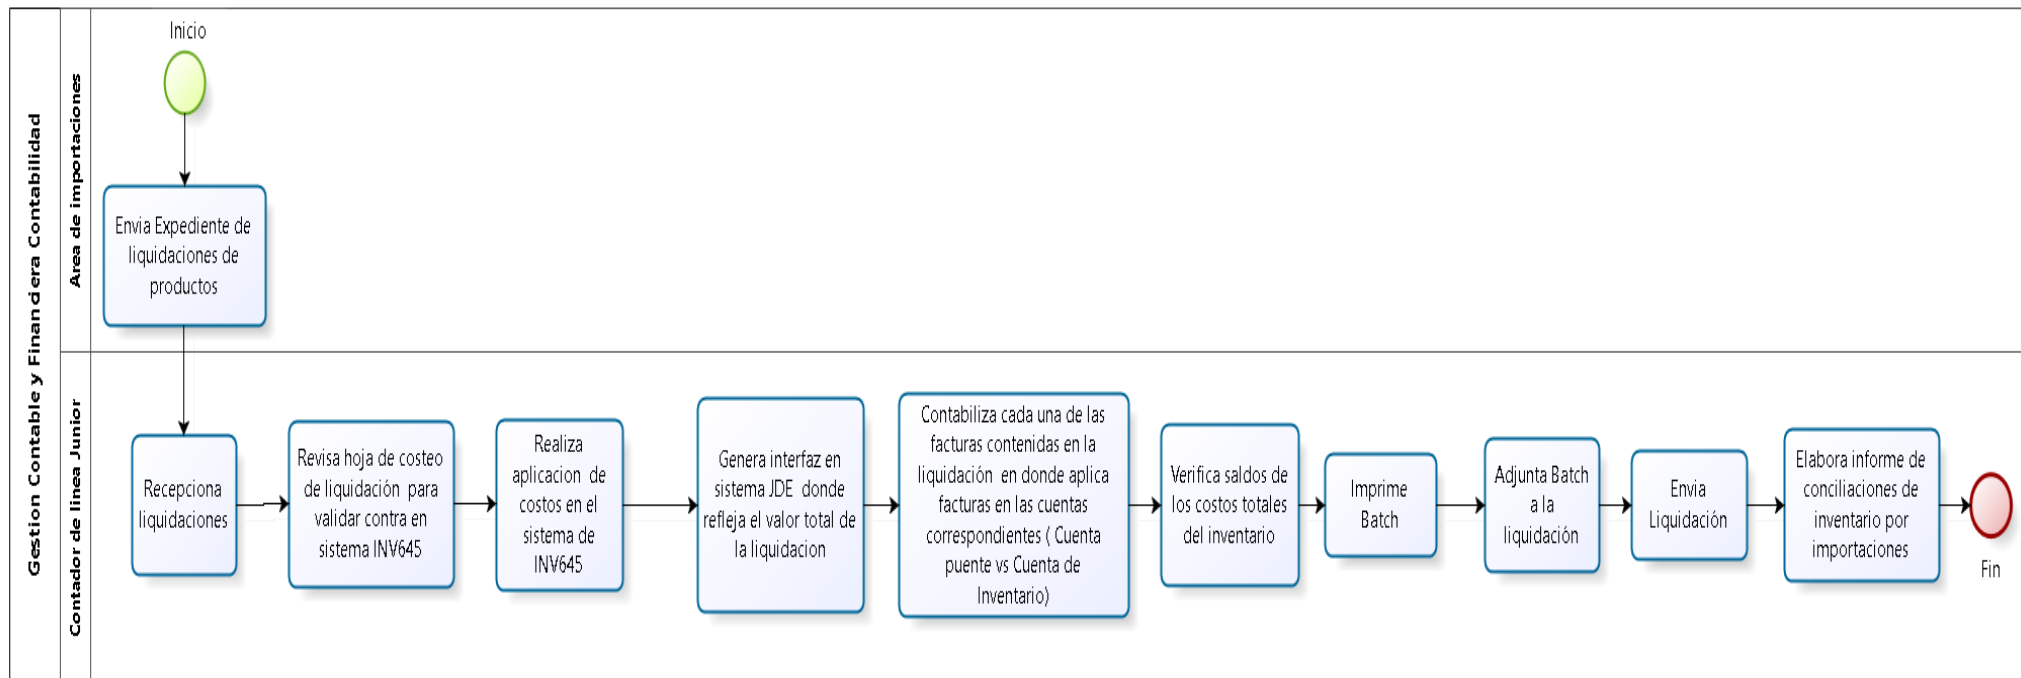 Gestion Contable y Finandera Contabilidad
Area de importaciones
Inicio
Envia Expediente de
liquidaciones de
productos
Contador de linea Junior
Recepciona
liquidaciones
Revisa hoja de costeo
de liquidación para
validar contra en
sistema INV645
Realiza
aplicacion de
costos en el
sistema de
INV645
Genera interfaz en
sistema JDE donde
refleja el valor total de
la liquidacion
Contabiliza cada una de las
facturas contenidas en la
liquidación en donde aplica
facturas en las cuentas
correspondientes ( Cuenta
puente vs Cuenta de
Inventario)
Verifica saldos de
los costos totales
del inventario
Imprime
Batch
Adjunta Batch
a la
liquidación
Envia
Liquidación
Elabora informe de
conciliaciones de
inventario por
importaciones
Fin